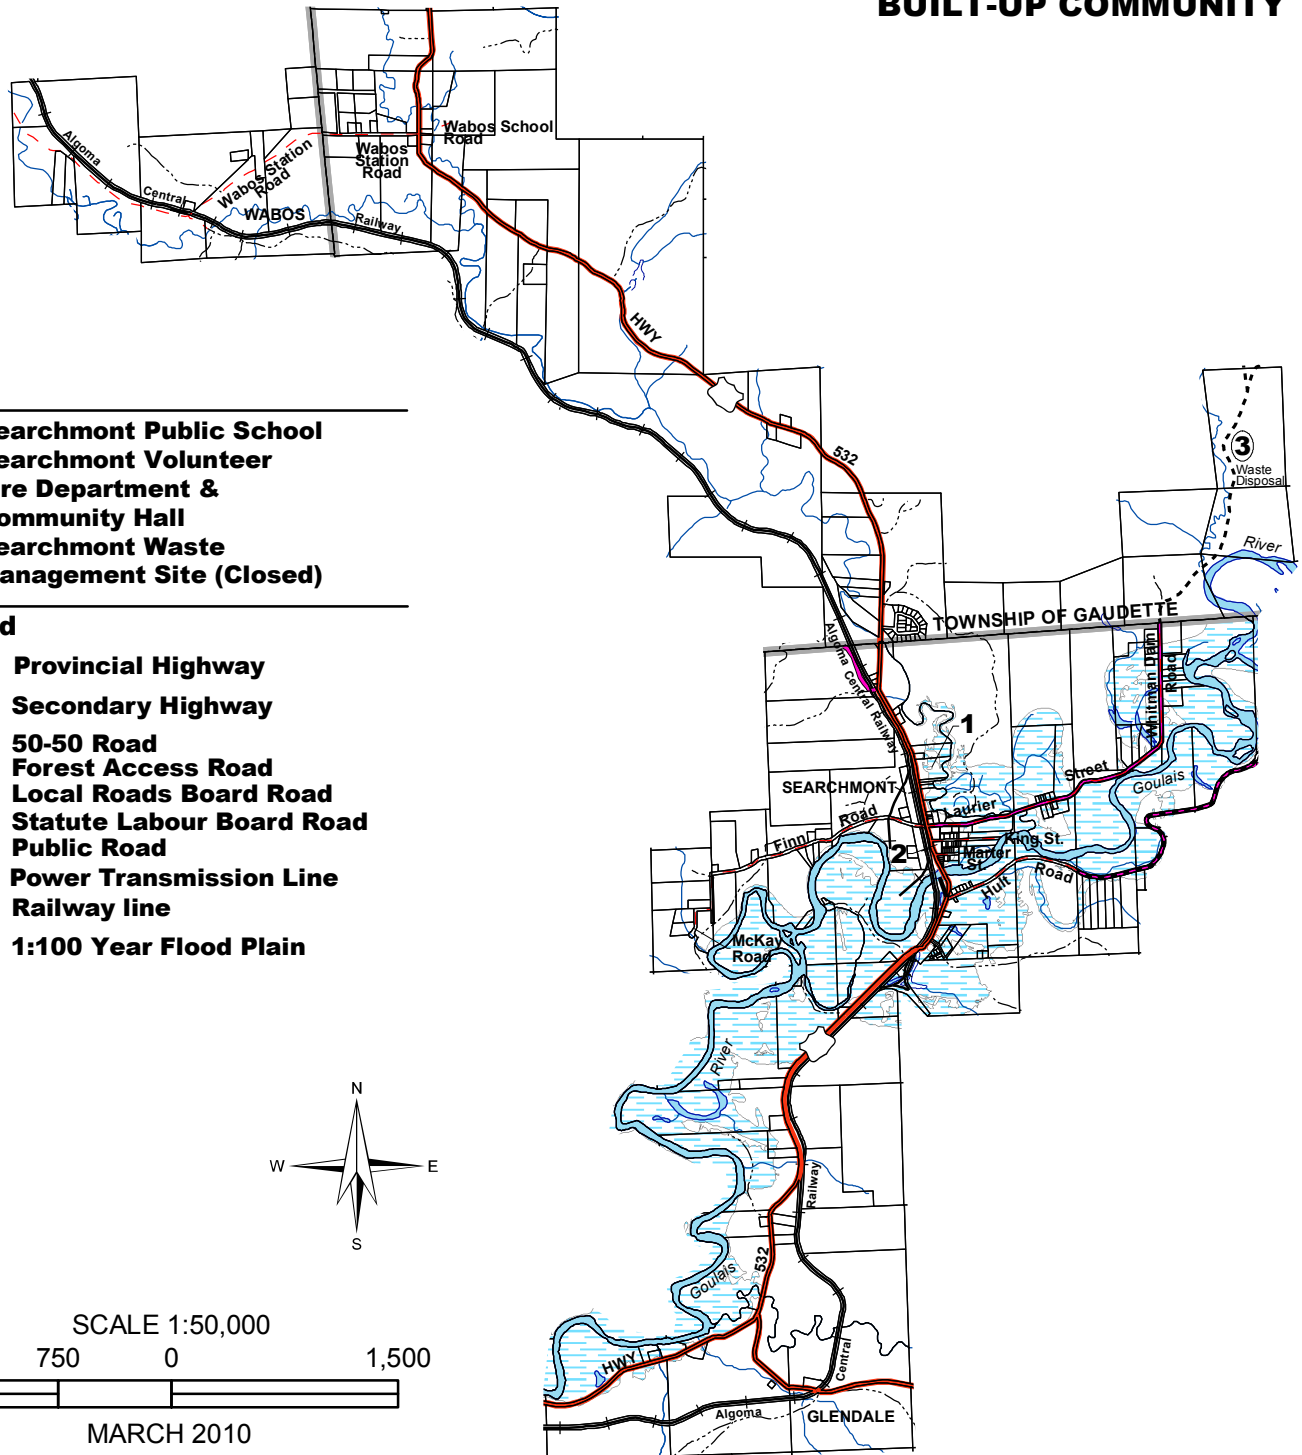 BUILT-UP COMMUNITY
Wabos School
Road
Wabos
Station
Road
Algoma
Central
Wabos Station
Road
WABOS
Railway
HWY
532
3
Waste
Disposal
River
earchmont Public School
earchmont Volunteer
re Department &
ommunity Hall
earchmont Waste
anagement Site (Closed)
d
Provincial Highway
Secondary Highway
50-50 Road
Forest Access Road
Local Roads Board Road
Statute Labour Board Road
Public Road
Power Transmission Line
Railway line
1:100 Year Flood Plain
TOWNSHIP OF GAUDETTE
Algoma Central Railway
Whitman Dam
Road
1
SEARCHMONT
Street
Laurier
Goulais
Finn Road
King St.
2
Marter
St.
Hult Road
McKay
Road
River
N
W E
S
Railway
532
Goulais
HWY
Central
Algoma
GLENDALE
SCALE 1:50,000
750 0 1,500
MARCH 2010